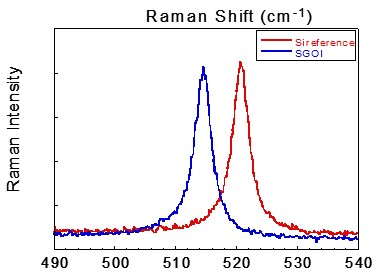 Raman Shift (cm-1)
Si reference
SGOI
Raman Intensity
490 500 510 520 530 540